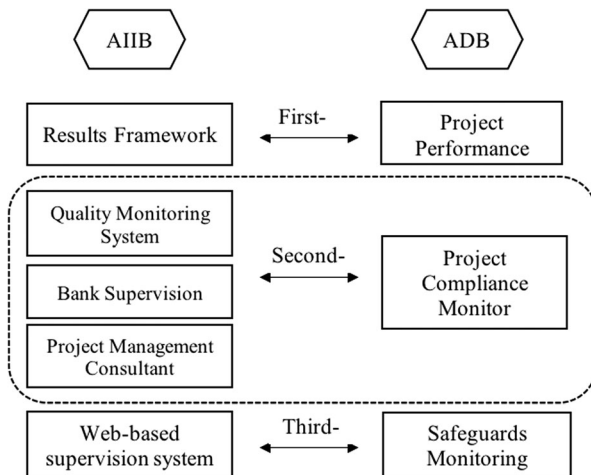 AIIB
ADB
Results Framework
First-
Project
Performance
Quality Monitoring
System
Bank Supervision
Project Management
Consultant
Second-
Project
Compliance
Monitor
Web-based
supervision system
Third-
Safeguards
Monitoring